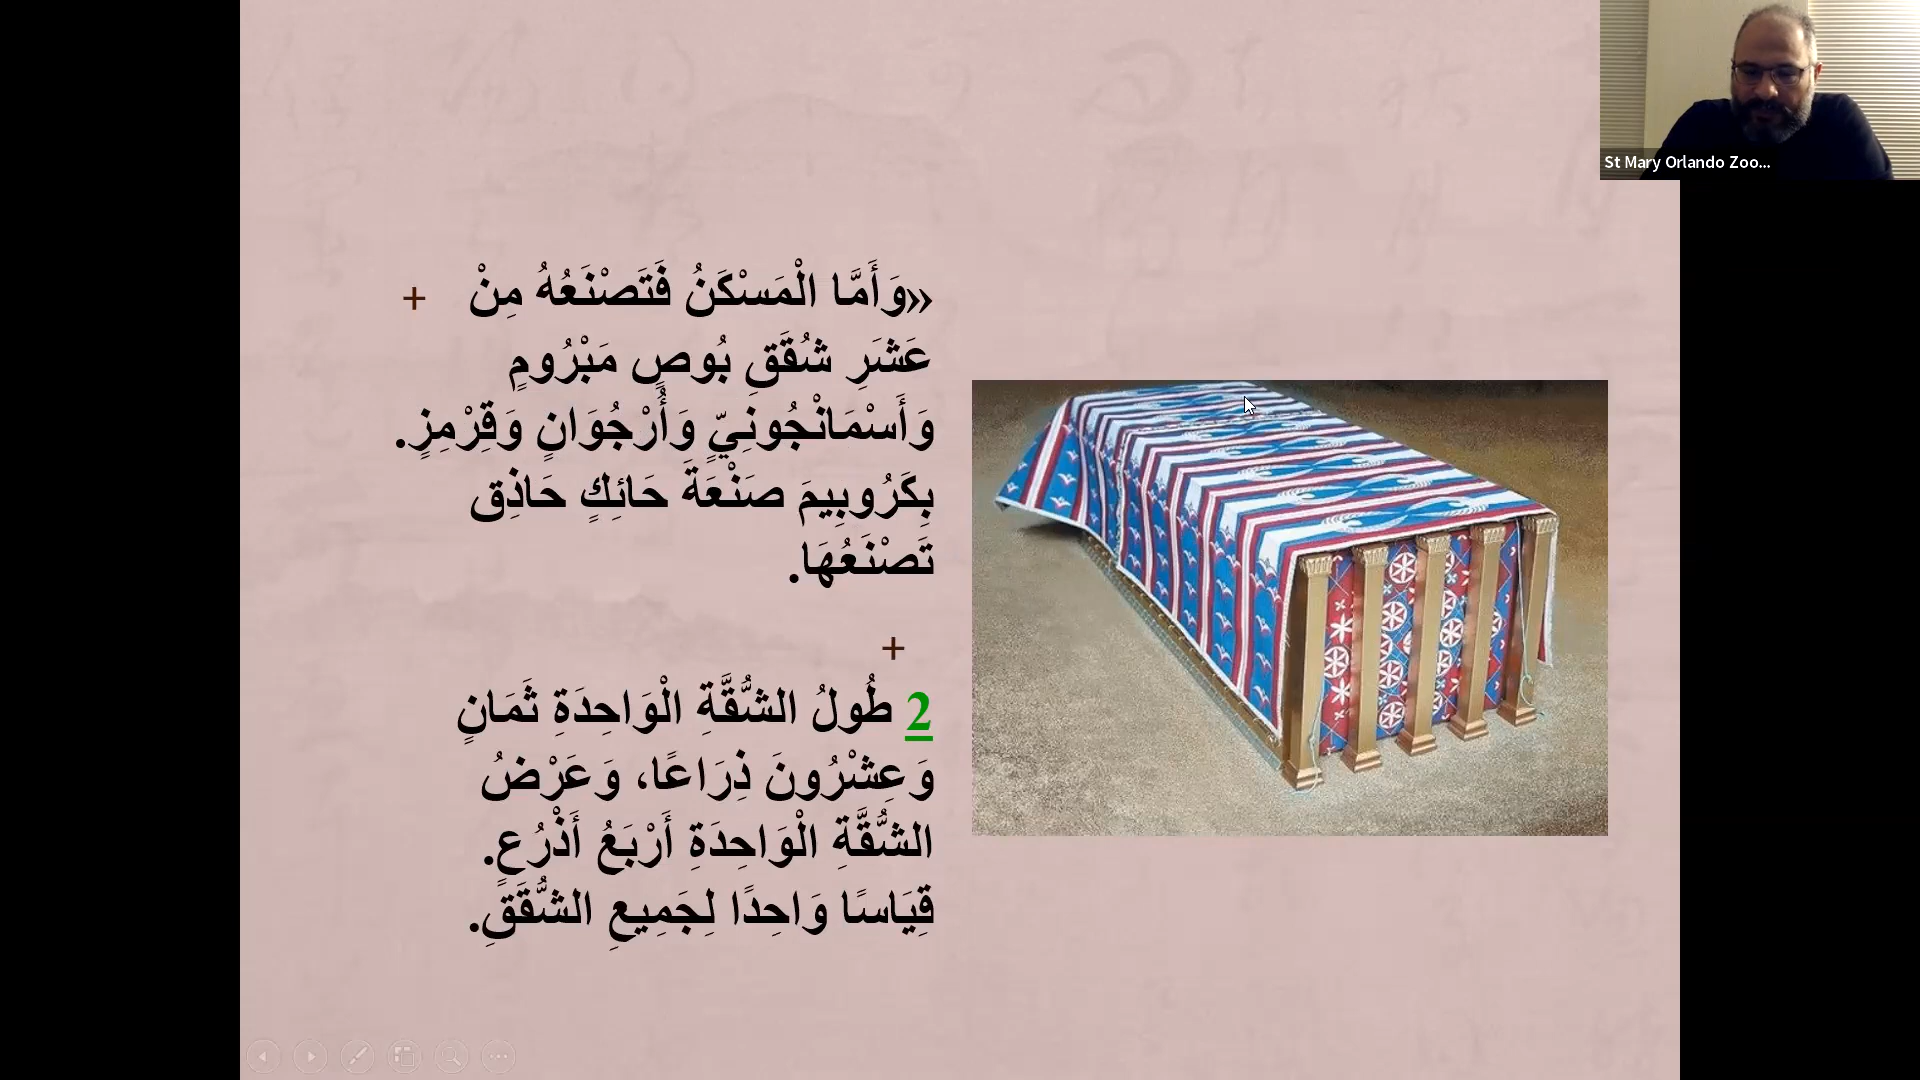 St Mary Orlando Zoo...
+ «وَأَمَّا الْمَسْكَنُ فَتَصْنَعُهُ مِنْ
عَشَرِ شُقَقِ بُوصٍ مَبْرُومٍ
وَأَسْمَانْجُونِيٍّ وَأُرْجُوَانٍ وَقِرْمِزٍ.
بِكَرُوبِيمَ صَنْعَةَ حَائِكٍ حَاذِق
تَصْنَعُهَا.
+
2 طُولُ الشُّقَّةِ الْوَاحِدَةِ ثَمَانٍ
وَعِشْرُونَ ذِرَاعًا، وَعَرْضُ
الشُّقَّةِ الْوَاحِدَةِ أَرْبَعُ أَذْرُعٍ.
قِيَاسًا وَاحِدًا لِجَمِيعِ الشُّقَقِ.